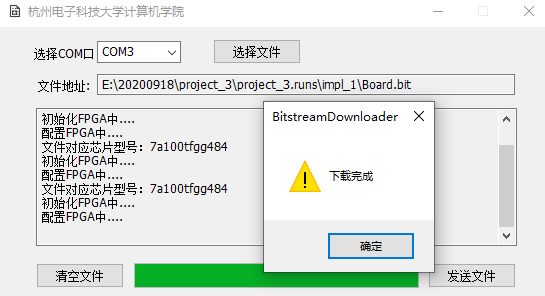 杭州电子科技大学计算机学院
选择COM口 COM3 选择文件
文件地址: E:\20200918\project_3\project_3.runs\impl_1\Board.bit
初始化FPGA中....
配置FPGA中....
文件对应芯片型号: 7a100tfgg484
初始化FPGA中....
配置FPGA中....
文件对应芯片型号: 7a100tfgg484
初始化FPGA中....
配置FPGA中....
BitstreamDownloader
下载完成
确定
清空文件 发送文件